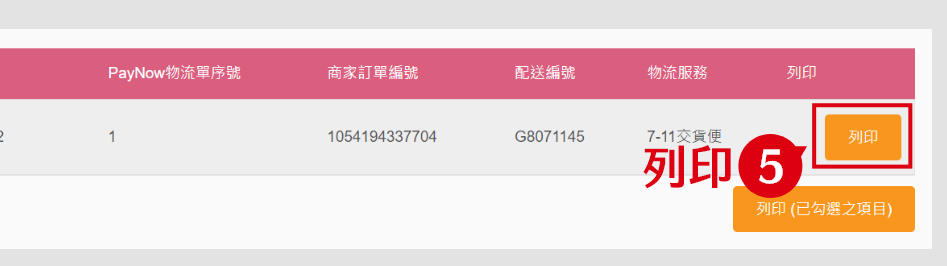 PayNow物流單序號 商家訂單編號 配送編號 物流服務 列印
2 1 1054194337704 G8071145 7-11交貨便 列印
列印 5
列印 (已勾選之項目)